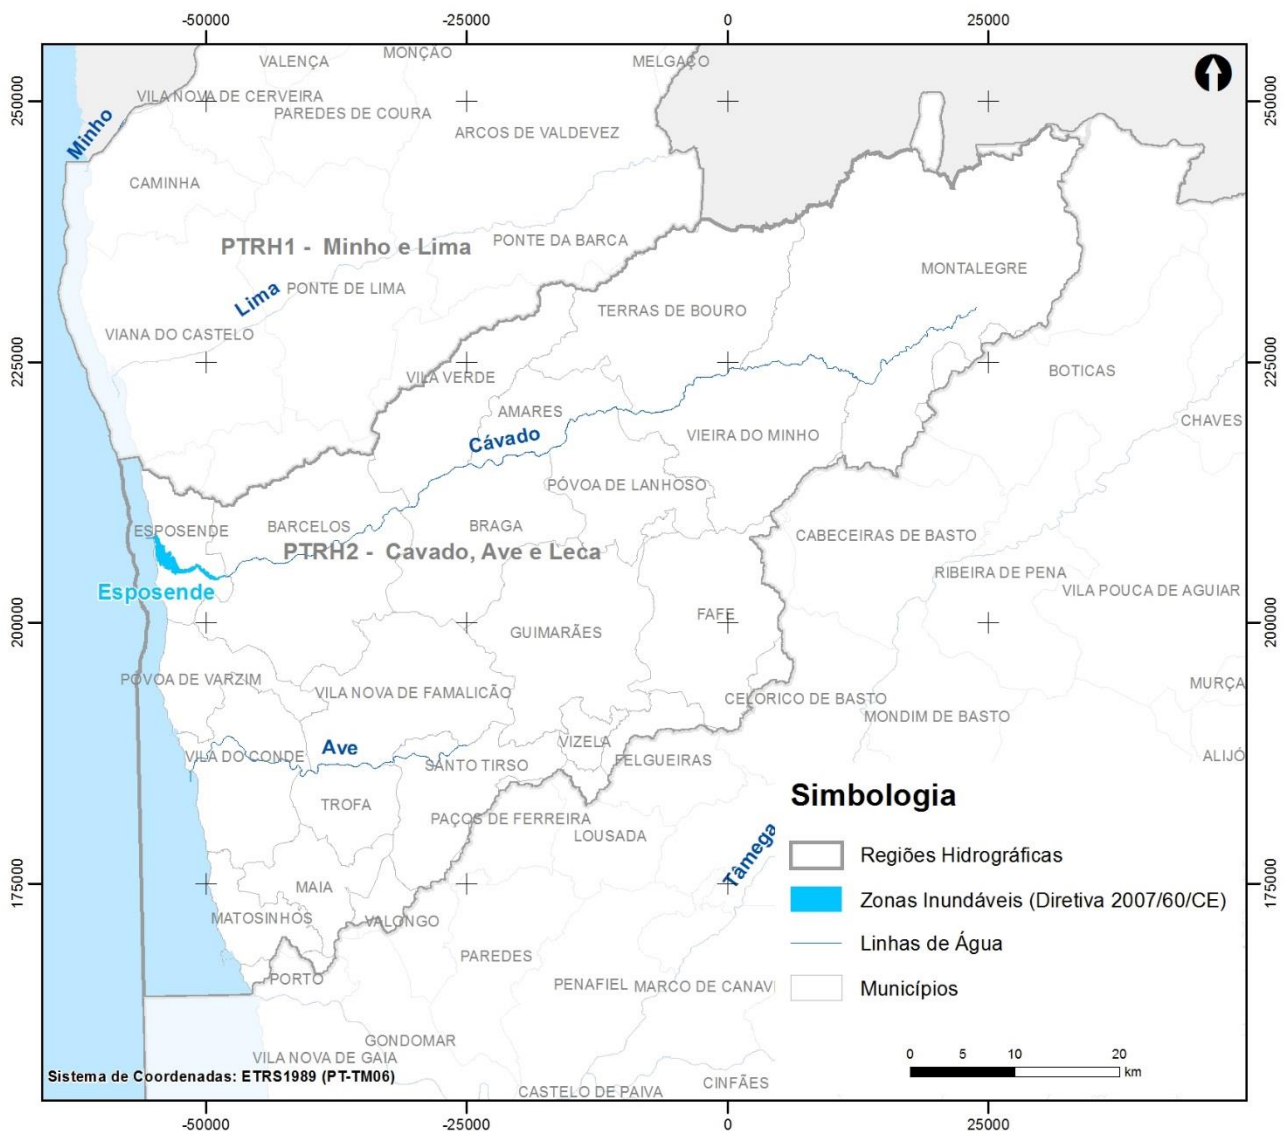 -50000
-25000
0
25000
250000
250000
225000
225000
200000
200000
175000
175000
MONÇAO
VALENÇA
MELGAÇO
VILA NOVA DE CERVEIRA
PAREDES DE COURA
Minho
ARCOS DE VALDEVEZ
CAMINHA
PTRH1 - Minho e Lima
PONTE DA BARCA
MONTALEGRE
Lima
PONTE DE LIMA
TERRAS DE BOURO
VIANA DO CASTELO
VILA VERDE
BOTICAS
AMARES
CHAVES
Cávado
VIEIRA DO MINHO
PÓVOA DE LANHOSO
ESPOSENDE
BARCELOS
BRAGA
CABECEIRAS DE BASTO
PTRH2 - Cavado, Ave e Leca
RIBEIRA DE PENA
Esposende
VILA POUCA DE AGUIAR
FAFE
GUIMARÃES
PÓVOA DE VARZIM
VILA NOVA DE FAMALICÃO
CELORICO DE BASTO
MURÇA
MONDIM DE BASTO
Ave
VIZELA
VILA DO CONDE
SANTO TIRSO
FELGUEIRAS
ALIJÓ
TROFA
PAÇOS DE FERREIRA
LOUSADA
Tâmega
MAIA
MATOSINHOS
VALONGO
PAREDES
PORTO
PENAFIEL
MARCO DE CANAV
GONDOMAR
VILA NOVA DE GAIA
CASTELO DE PAIVA
CINFÃES
Simbologia
Regiões Hidrográficas
Zonas Inundáveis (Diretiva 2007/60/CE)
Linhas de Água
Municípios
0 5 10 20
km
Sistema de Coordenadas: ETRS1989 (PT-TM06)
-50000
-25000
0
25000